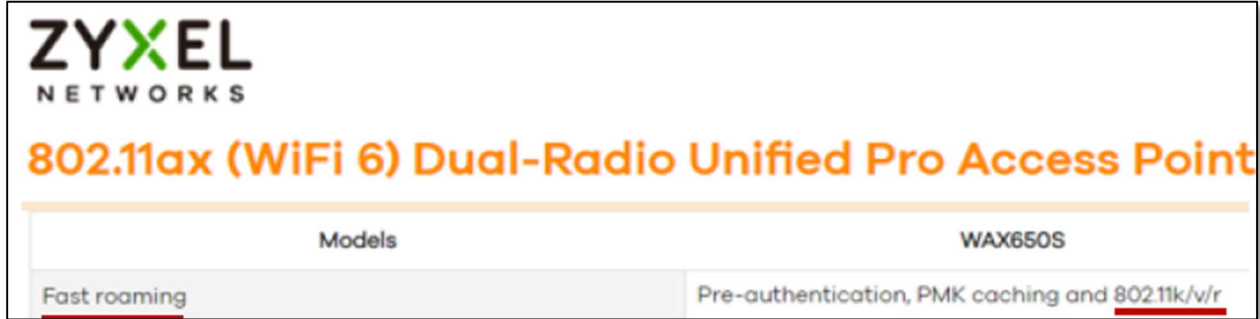 ZYXEL
NETWORKS
802.11ax (WiFi 6) Dual-Radio Unified Pro Access Point
Models WAX650S
Fast roaming Pre-authentication, PMK caching and 802.11k/v/r